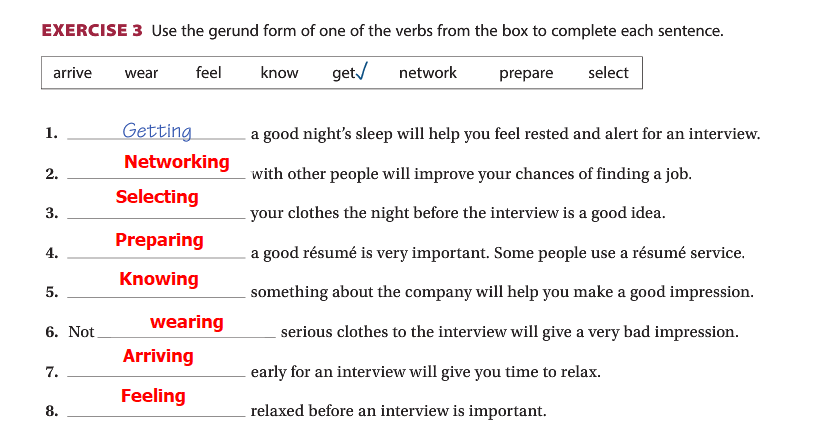 EXERCISE 3 Use the gerund form of one of the verbs from the box to complete each sentence.
arrive wear feel know get✓ network prepare select
1. Getting a good night's sleep will help you feel rested and alert for an interview.
2. Networking with other people will improve your chances of finding a job.
3. Selecting your clothes the night before the interview is a good idea.
4. Preparing a good résumé is very important. Some people use a résumé service.
5. Knowing something about the company will help you make a good impression.
6. Not wearing serious clothes to the interview will give a very bad impression.
7. Arriving early for an interview will give you time to relax.
8. Feeling relaxed before an interview is important.